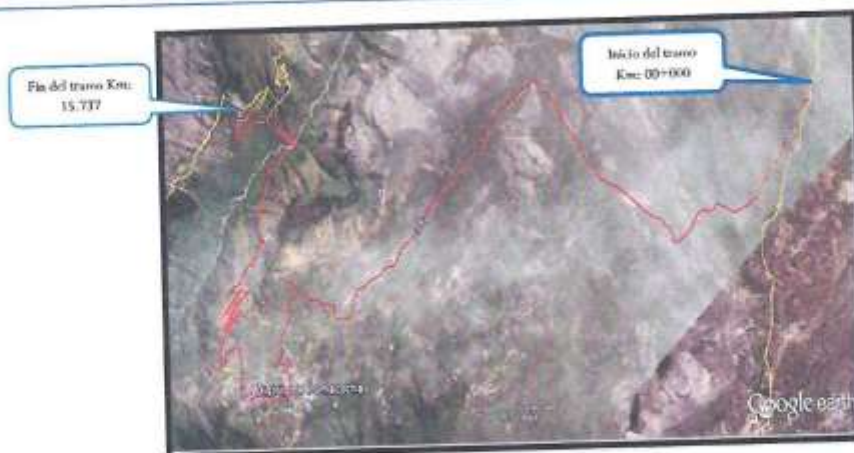 Fin del tramo Km:
15.737
Inicio del tramo
Km: 00+000
Google earth